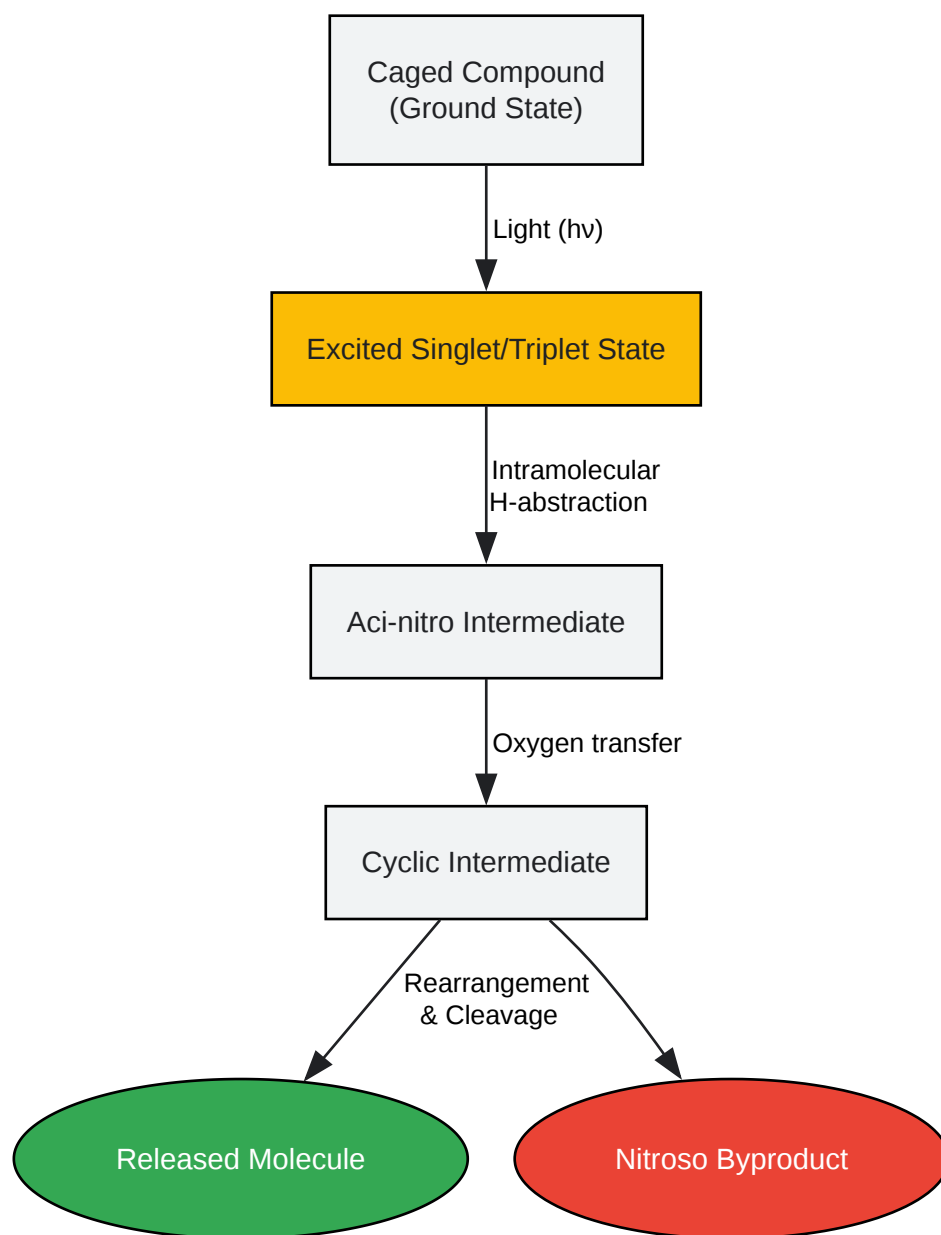 Caged Compound
(Ground State)
Light (hν)
Excited Singlet/Triplet State
Intramolecular
H-abstraction
Aci-nitro Intermediate
Oxygen transfer
Cyclic Intermediate
Rearrangement
& Cleavage
Released Molecule
Nitroso Byproduct